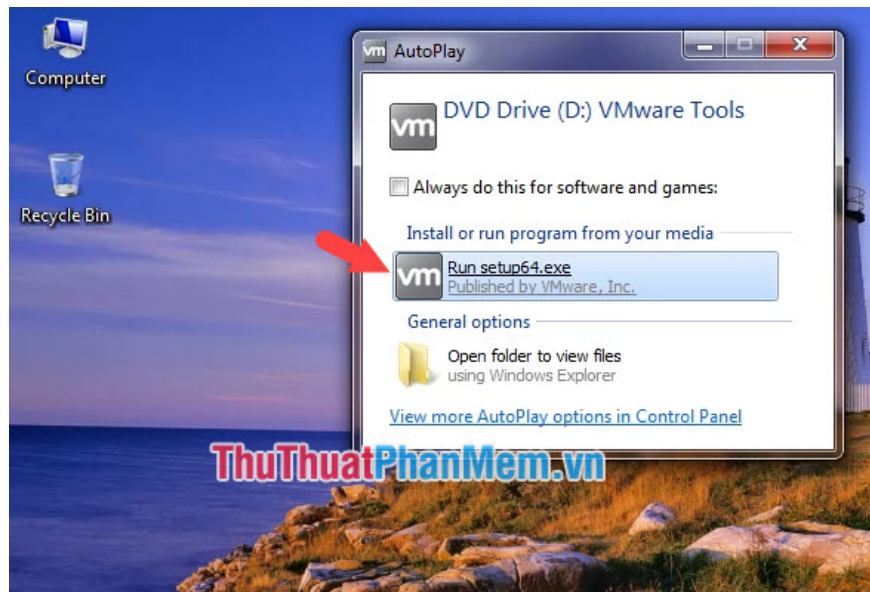 Computer
Recycle Bin
vm AutoPlay
vm
DVD Drive (D:) VMware Tools
Always do this for software and games:
Install or run program from your media
vm
Run setup64.exe
Published by VMware, Inc.
General options
Open folder to view files
using Windows Explorer
View more AutoPlay options in Control Panel
ThuThuatPhanMem.vn